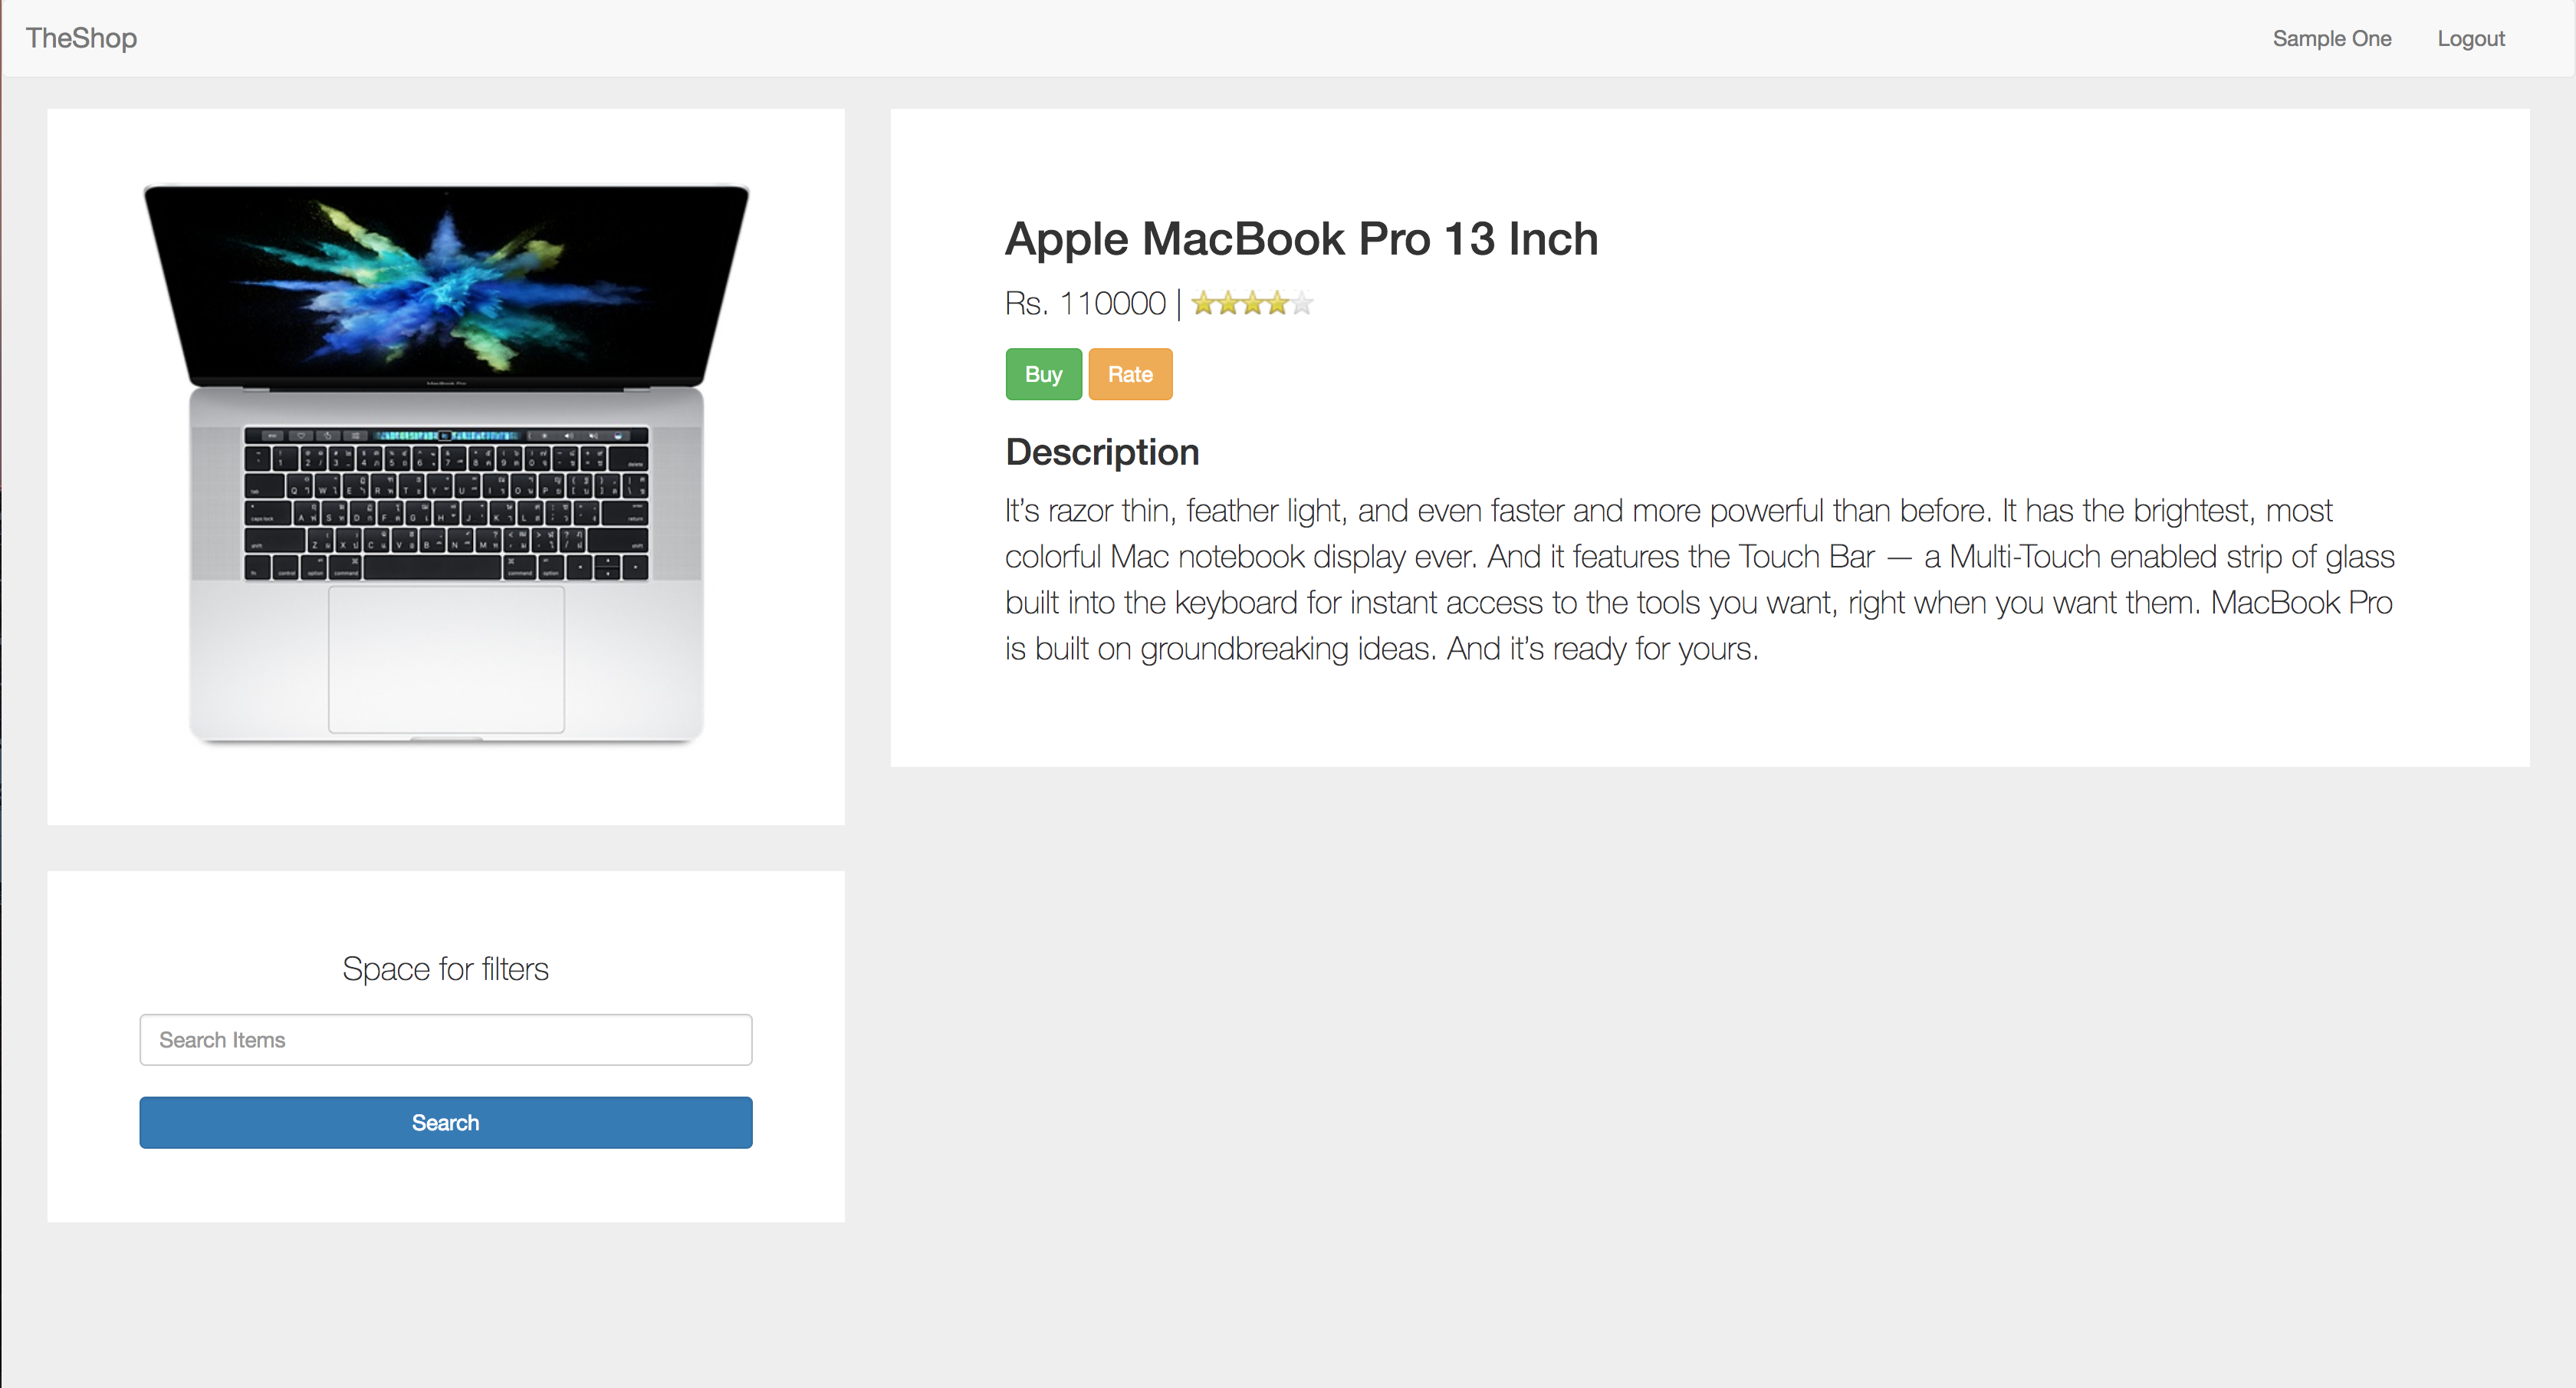 TheShop
Sample One
Logout
MacBook Pro
Apple MacBook Pro 13 Inch
Rs. 110000 |
Buy
Rate
Description
It’s razor thin, feather light, and even faster and more powerful than before. It has the brightest, most
colorful Mac notebook display ever. And it features the Touch Bar — a Multi-Touch enabled strip of glass
built into the keyboard for instant access to the tools you want, right when you want them. MacBook Pro
is built on groundbreaking ideas. And it’s ready for yours.
Space for filters
Search Items
Search